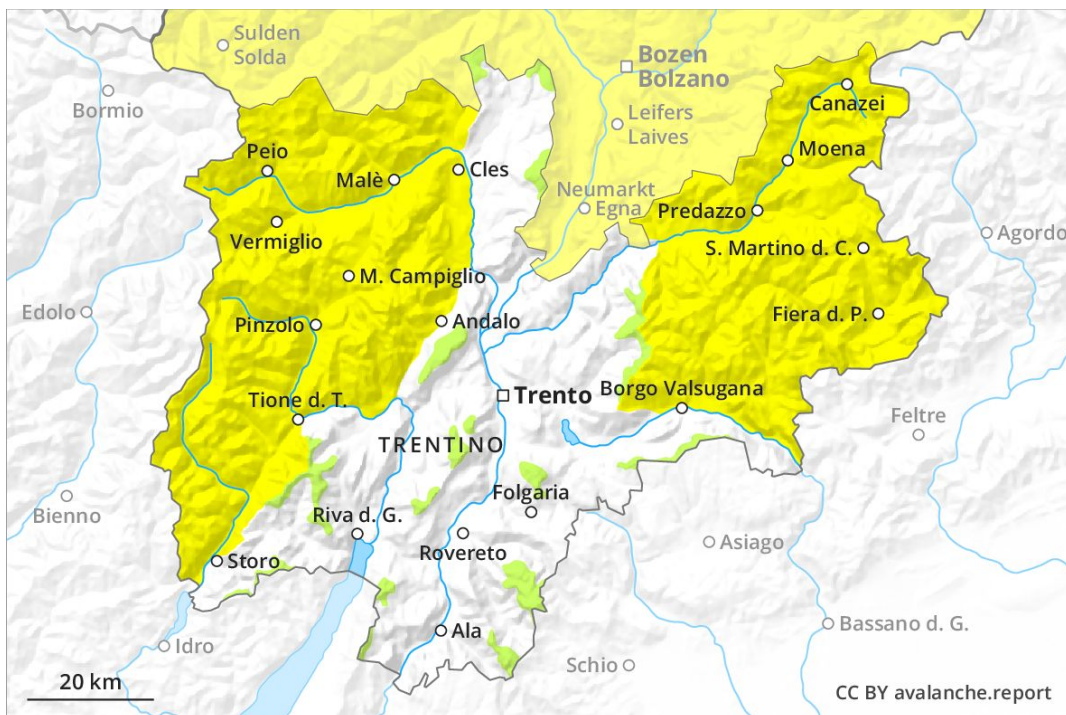 Sulden
Solda
Bozen
Bolzano
Canazei
Bormio
Leifers
Laives
Moena
Peio
Malè
Cles
Neumarkt
Egna
Predazzo
Vermiglio
Agordo
S. Martino d. C.
M. Campiglio
Edolo
Pinzolo
Andalo
Fiera d. P.
Trento
Borgo Valsugana
Tione d. T.
Feltre
TRENTINO
Bienno
Folgaria
Riva d. G.
Rovereto
Asiago
Storo
Ala
Bassano d. G.
Idro
Schio
20 km
CC BY avalanche.report